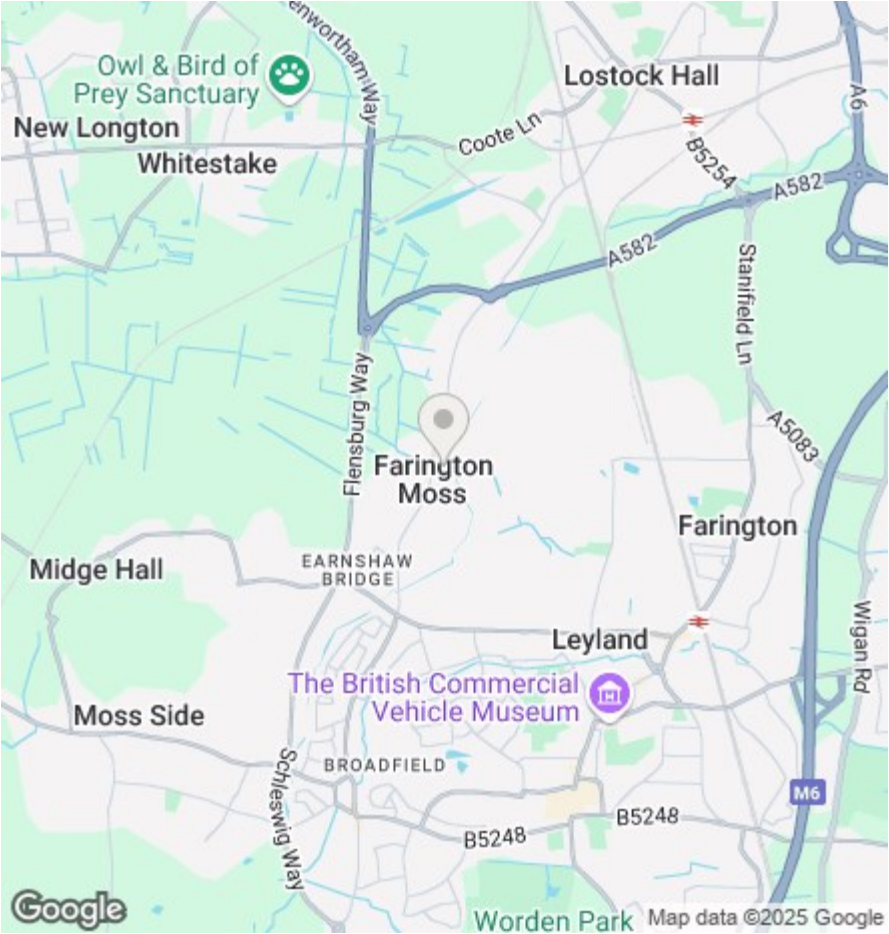 enwortham Way
Owl & Bird of
Prey Sanctuary
Lostock Hall
A6
New Longton
Coote Ln
Whitestake
B5254
A582
A582
Stanifield Ln
Flensburg Way
A5083
Farington
Moss
Farington
EARNSHAW
BRIDGE
Midge Hall
Leyland
Wigan Rd
The British Commercial
Vehicle Museum
Moss Side
BROADFIELD
Schleswig Way
M6
B5248
B5248
Google
Worden Park
Map data ©2025 Google